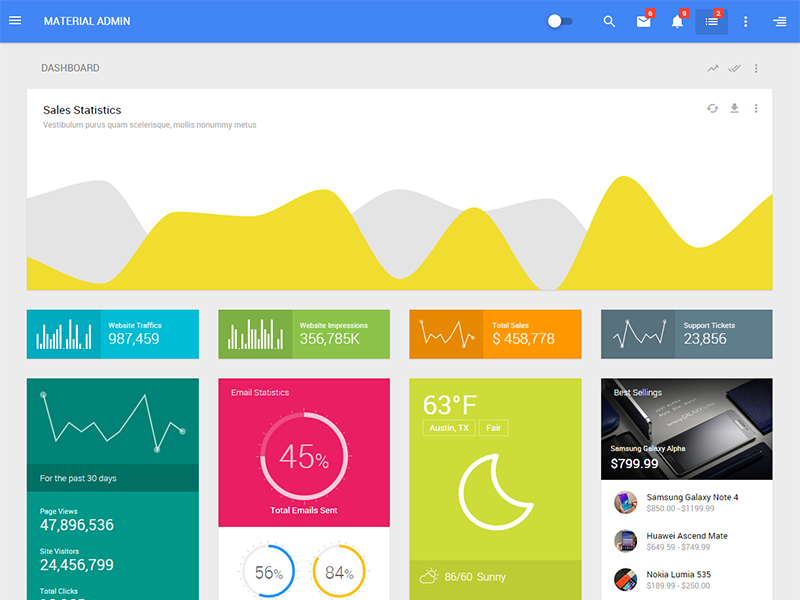 MATERIAL ADMIN
6
9
2
DASHBOARD
Sales Statistics
Vestibulum purus quam scelerisque, mollis nonummy metus
Website Traffics
987,459
Website Impressions
356,785K
Total Sales
$ 458,778
Support Tickets
23,856
For the past 30 days
Page Views
47,896,536
Site Visitors
24,456,799
Total Clicks
Email Statistics
45%
Total Emails Sent
56%
84%
63°F
Austin, TX
Fair
86/60 Sunny
Best Sellings
Samsung Galaxy Alpha
$799.99
Samsung Galaxy Note 4
$850.00 - $1199.99
Huawei Ascend Mate
$649.59 - $749.99
Nokia Lumia 535
$189.99 - $250.00